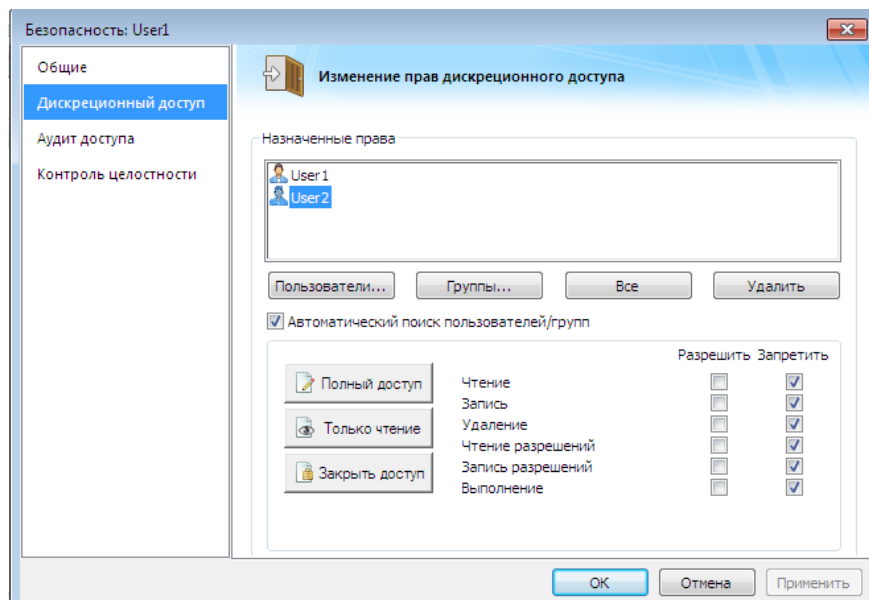 Безопасность: User1
Общие
Дискреционный доступ
Аудит доступа
Контроль целостности
Изменение прав дискреционного доступа
Назначенные права
User1
User2
Пользователи... Группы... Все Удалить
Автоматический поиск пользователей/групп
Разрешить Запретить
Полный доступ
Только чтение
Закрыть доступ
Чтение
Запись
Удаление
Чтение разрешений
Запись разрешений
Выполнение
OK Отмена Применить